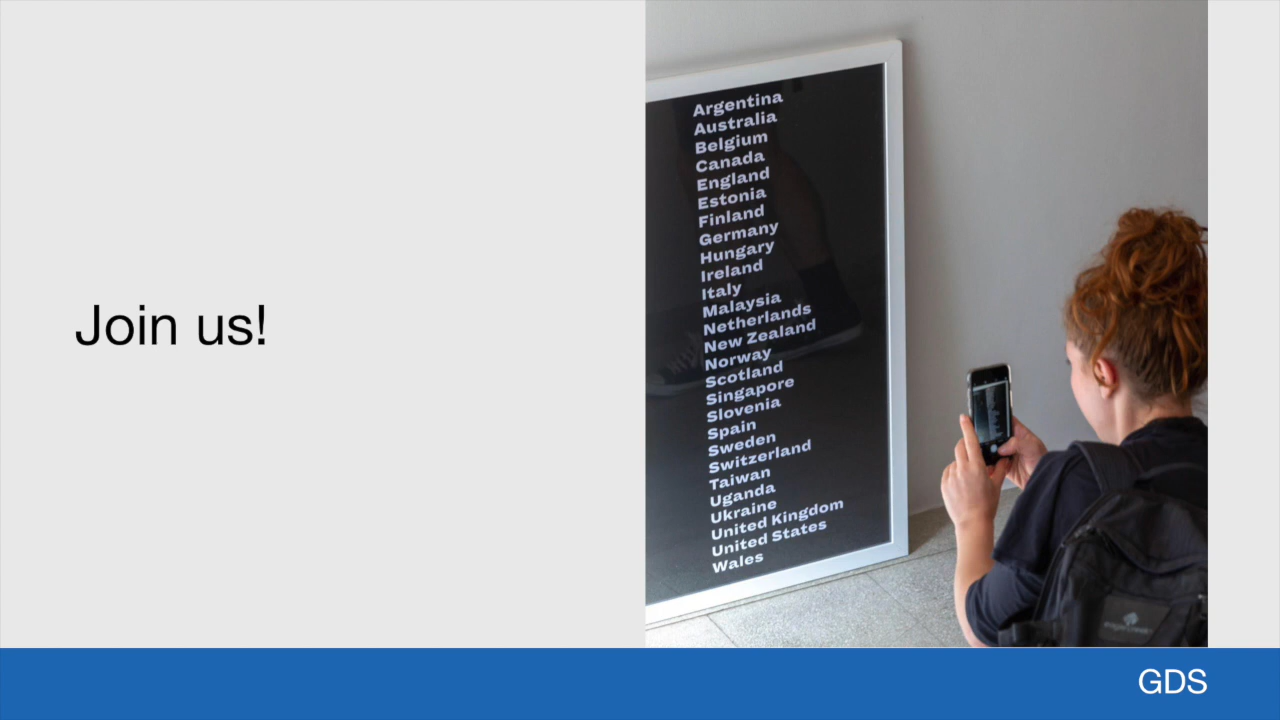 Join us!
Argentina
Australia
Belgium
Canada
England
Estonia
Finland
Germany
Hungary
Ireland
Italy
Malaysia
Netherlands
New Zealand
Norway
Scotland
Singapore
Slovenia
Spain
Sweden
Switzerland
Taiwan
Uganda
Ukraine
United Kingdom
United States
Wales
GDS